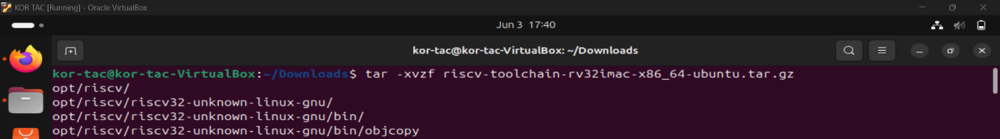 KOR TAC [Running] - Oracle VirtualBox
Jun 3 17:40
kor-tac@kor-tac-VirtualBox: ~/Downloads
kor-tac@kor-tac-VirtualBox:~/Downloads$ tar -xvzf riscv-toolchain-rv32imac-x86_64-ubuntu.tar.gz
opt/riscv/
opt/riscv/riscv32-unknown-linux-gnu/
opt/riscv/riscv32-unknown-linux-gnu/bin/
opt/riscv/riscv32-unknown-linux-gnu/bin/objcopy